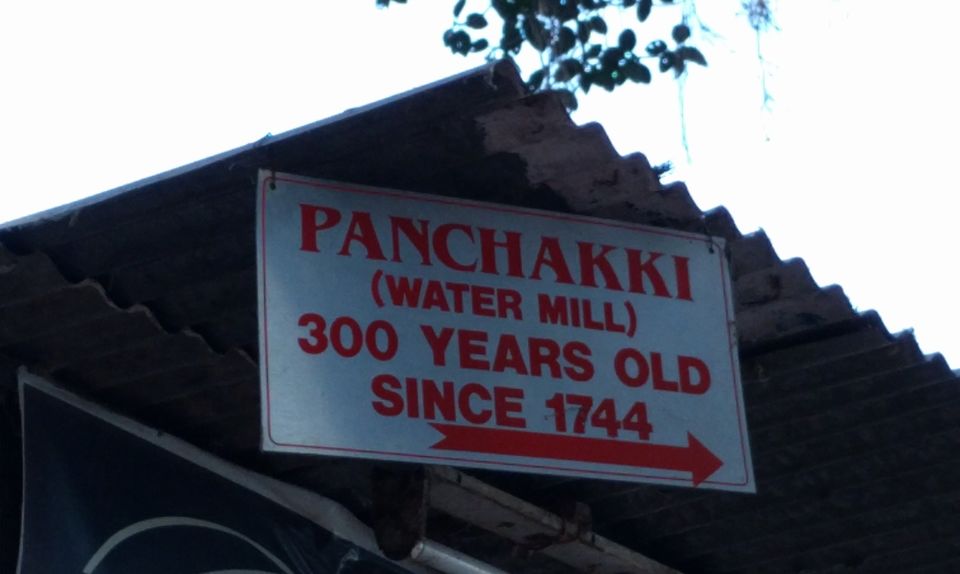 PANCHAKKI
(WATER MILL)
300 YEARS OLD
SINCE 1744